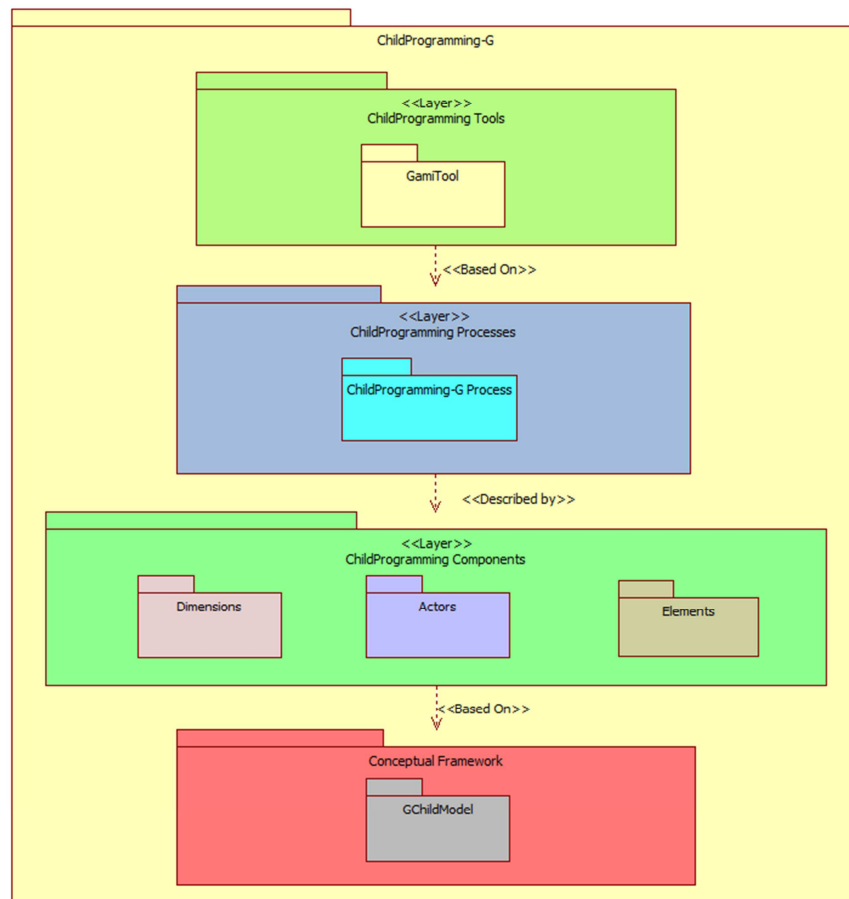 ChildProgramming-G
<<Layer>>
ChildProgramming Tools
GamiTool
<<Based On>>
<<Layer>>
ChildProgramming Processes
ChildProgramming-G Process
<<Described by>>
<<Layer>>
ChildProgramming Components
Dimensions
Actors
Elements
<<Based On>>
Conceptual Framework
GChildModel